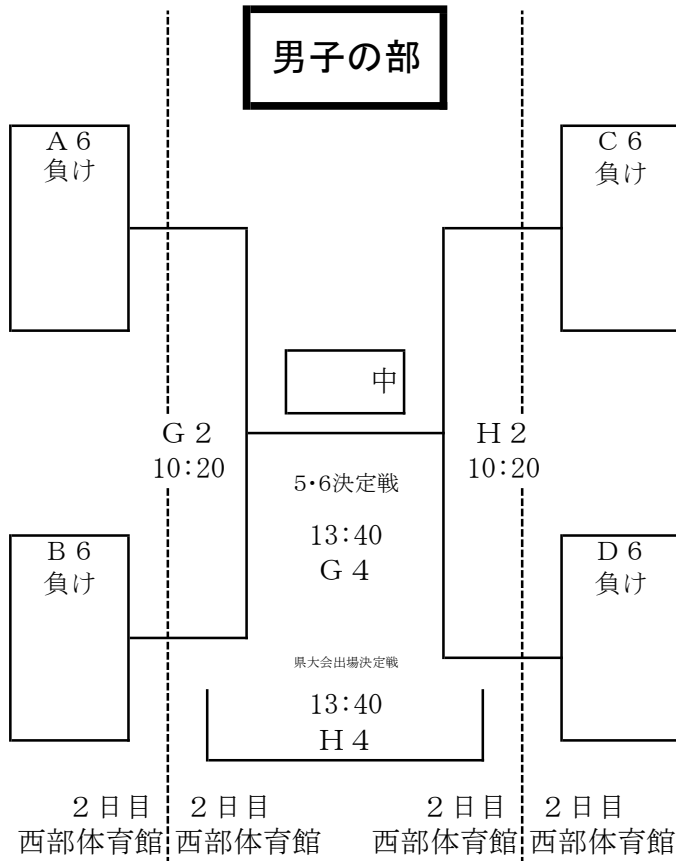 男子の部
A６
負け
C６
負け
中
G２
10:20
H２
10:20
5・6決定戦
13:40
G４
B６
負け
D６
負け
県大会出場決定戦
13:40
H４
２日目
西部体育館
２日目
西部体育館
２日目
西部体育館
２日目
西部体育館